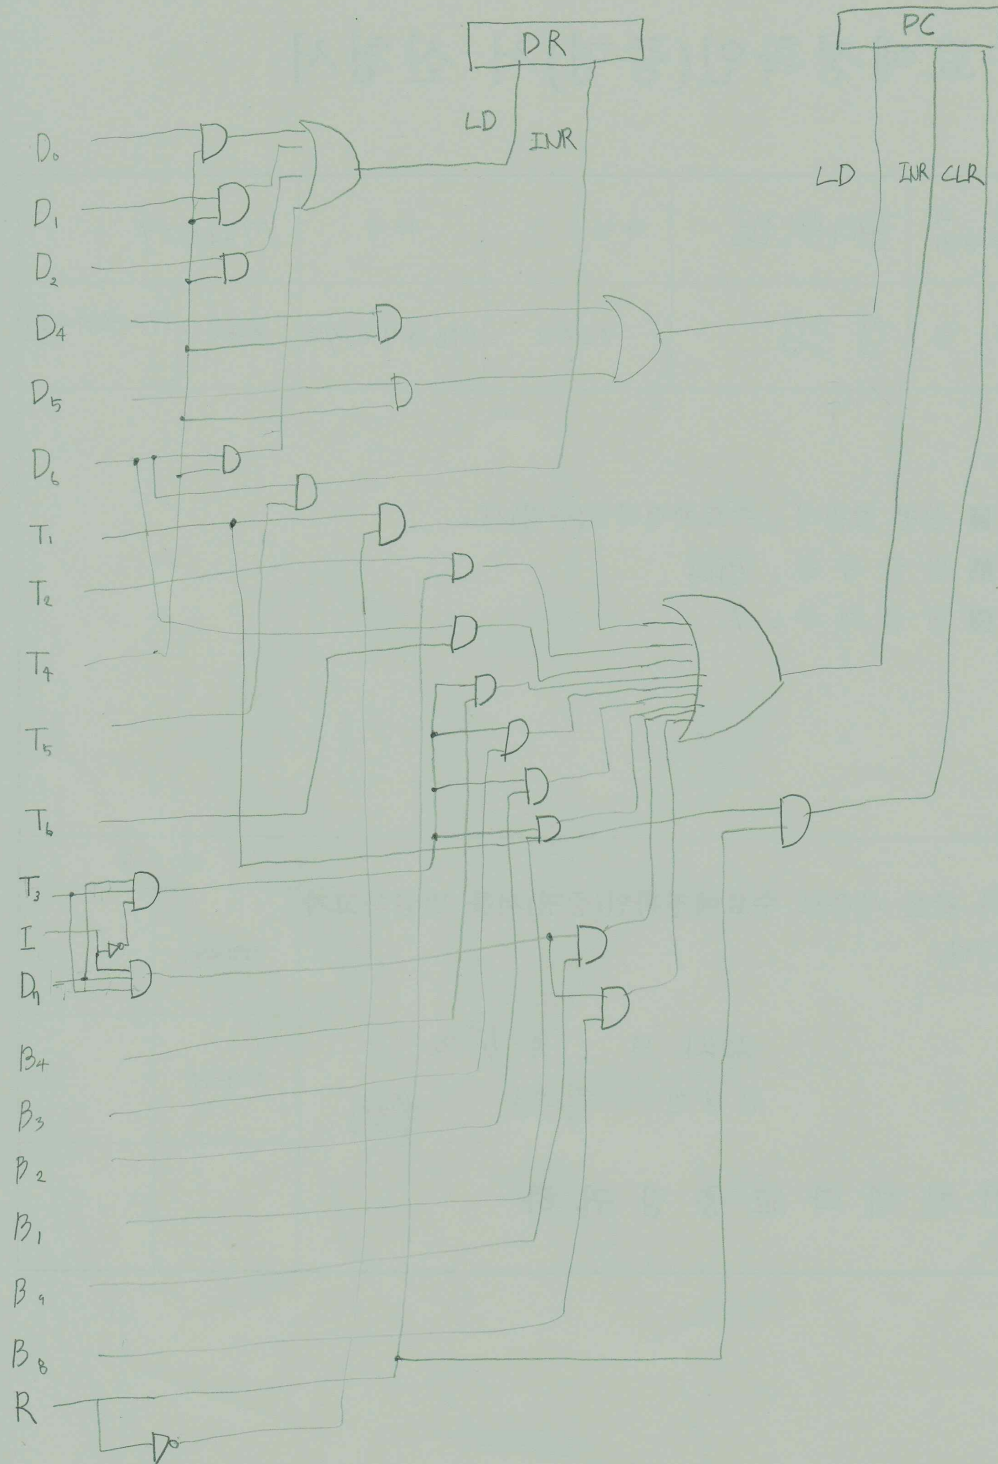 DR
PC
LD
INR
LD
INR
CLR
D₀
D₁
D₂
D₄
D₅
D₆
T₁
T₂
T₄
T₅
T₆
T₃
I
D₇
B₄
B₃
B₂
B₁
B₉
B₈
R